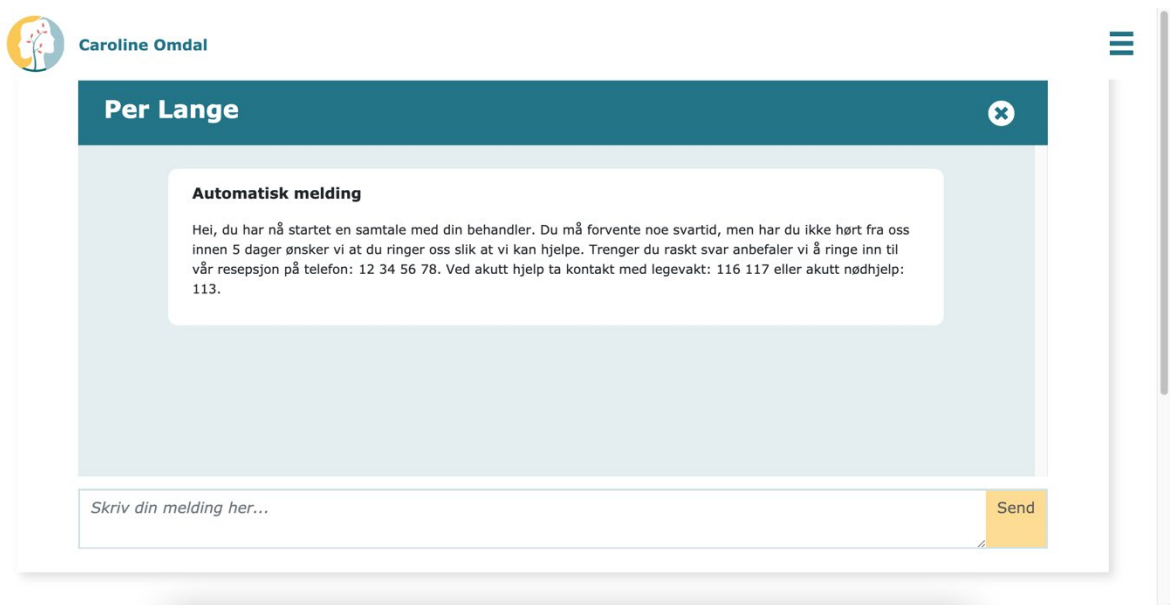 Caroline Omdal
Per Lange
Automatisk melding
Hei, du har nå startet en samtale med din behandler. Du må forvente noe svartid, men har du ikke hørt fra oss
innen 5 dager ønsker vi at du ringer oss slik at vi kan hjelpe. Trenger du raskt svar anbefaler vi å ringe inn til
vår resepsjon på telefon: 12 34 56 78. Ved akutt hjelp ta kontakt med legevakt: 116 117 eller akutt nødhjelp:
113.
Skriv din melding her...
Send